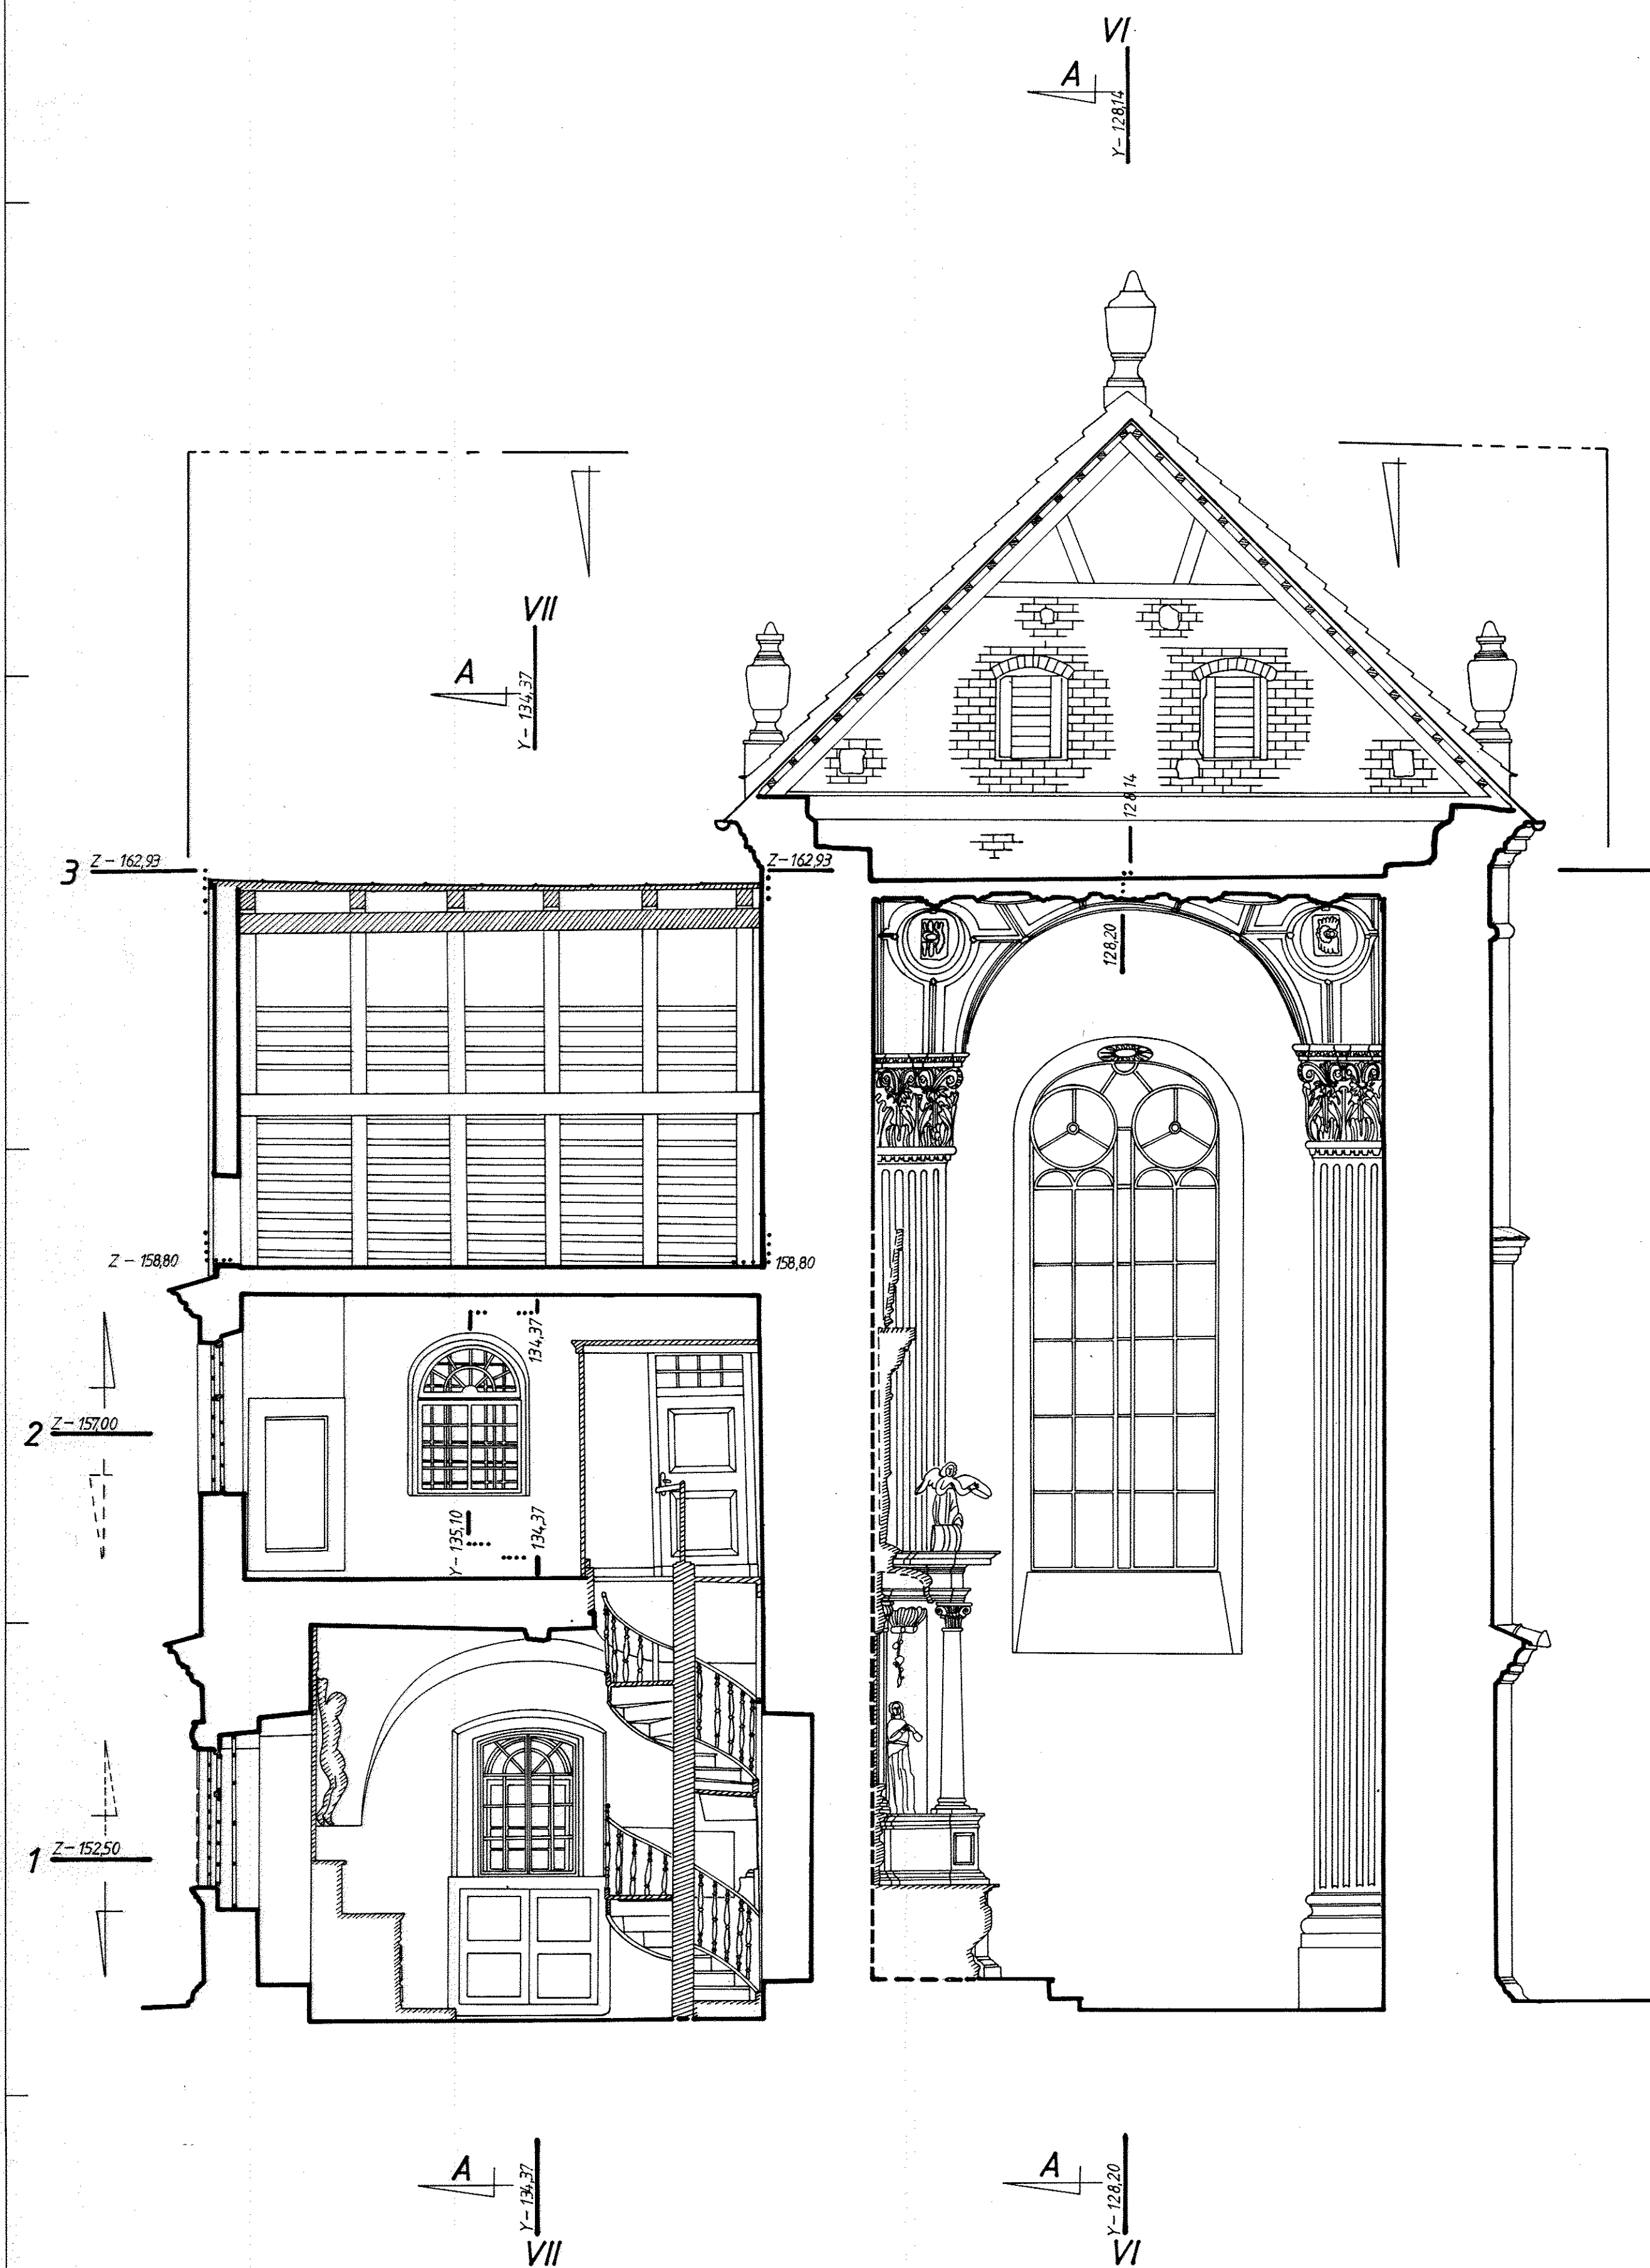 VI
A
Y– 128,14
VII
A
Y– 134,37
128,14
3 Z–162,93
Z–162,93
128,20
Z – 158,80
158,80
134,37
2 Z–157,00
Y– 135,10
134,37
1 Z–152,50
A
Y– 134,37
VII
A
Y– 128,20
VI